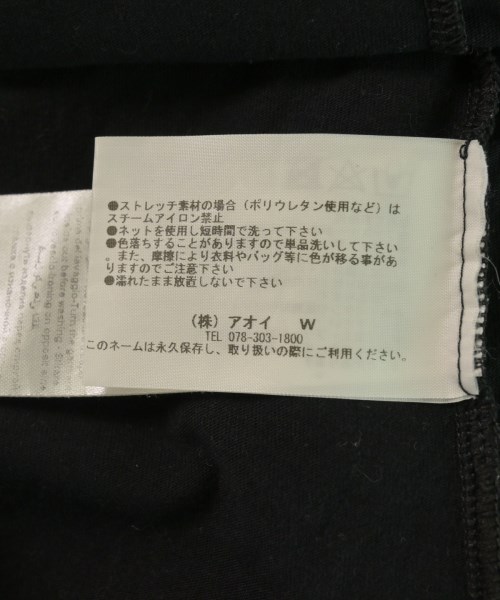 ●ストレッチ素材の場合（ポリウレタン使用など）は
スチームアイロン禁止
●ネットを使用し短時間で洗って下さい
●色落ちすることがありますので単品洗いして下さい
。また、摩擦により衣料やバッグ等に色が移る事があ
りますのでご注意下さい
●濡れたまま放置しないで下さい
（株）アオイ W
TEL 078-303-1800
このネームは永久保存し、取り扱いの際にご利用ください。